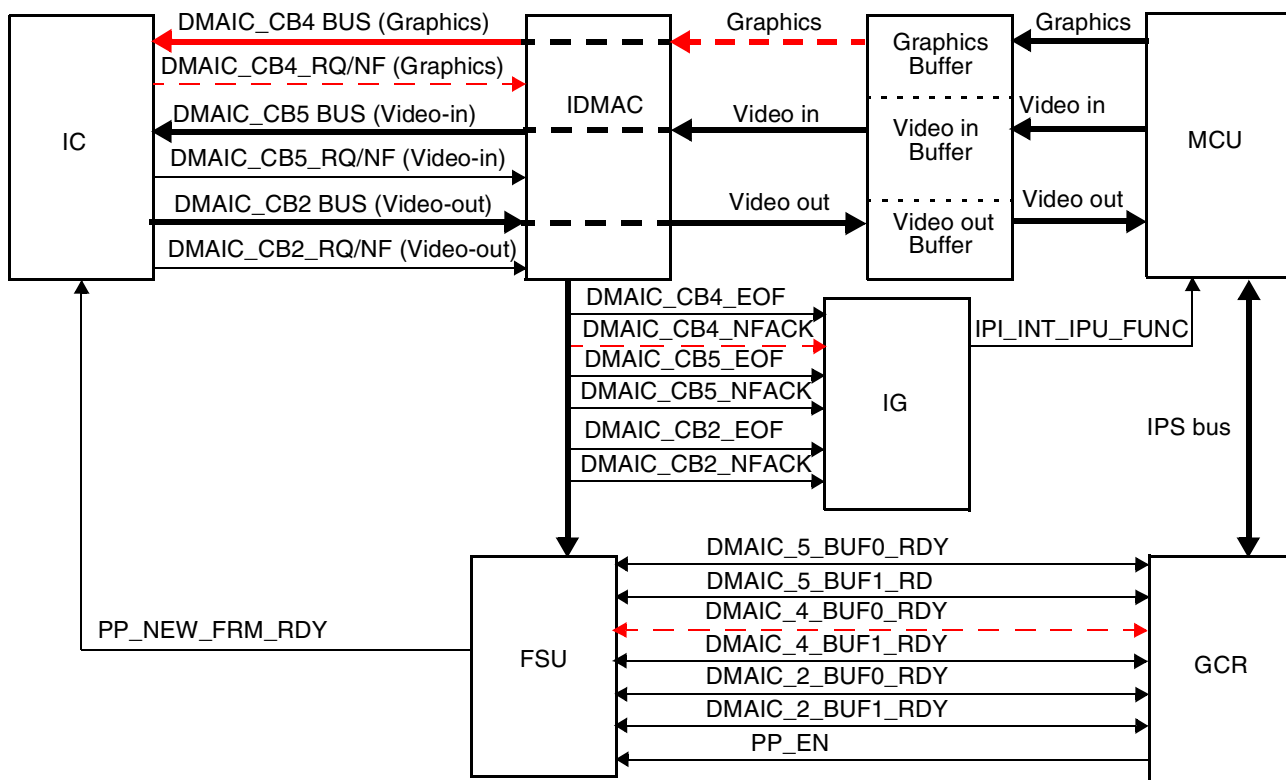 DMAIC_CB4 BUS (Graphics)
Graphics
Graphics
DMAIC_CB4_RQ/NF (Graphics)
Graphics
Buffer
DMAIC_CB5 BUS (Video-in)
IDMAC
Video in
Video in
IC
Video in
Buffer
MCU
DMAIC_CB5_RQ/NF (Video-in)
DMAIC_CB2 BUS (Video-out)
Video out
Video out
Video out
Buffer
DMAIC_CB2_RQ/NF (Video-out)
DMAIC_CB4_EOF
DMAIC_CB4_NFACK
IPI_INT_IPU_FUNC
DMAIC_CB5_EOF
DMAIC_CB5_NFACK
IG
DMAIC_CB2_EOF
IPS bus
DMAIC_CB2_NFACK
DMAIC_5_BUF0_RDY
DMAIC_5_BUF1_RD
DMAIC_4_BUF0_RDY
PP_NEW_FRM_RDY
DMAIC_4_BUF1_RDY
FSU
GCR
DMAIC_2_BUF0_RDY
DMAIC_2_BUF1_RDY
PP_EN